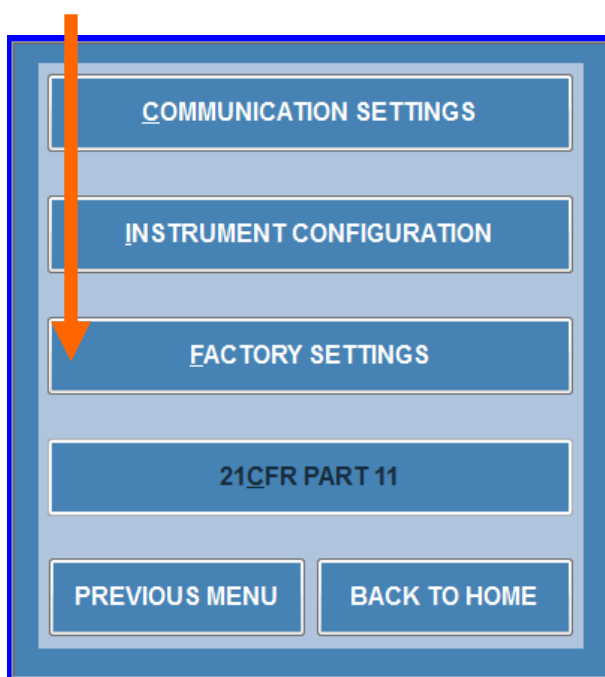 COMMUNICATION SETTINGS
INSTRUMENT CONFIGURATION
FACTORY SETTINGS
21CFR PART 11
PREVIOUS MENU
BACK TO HOME